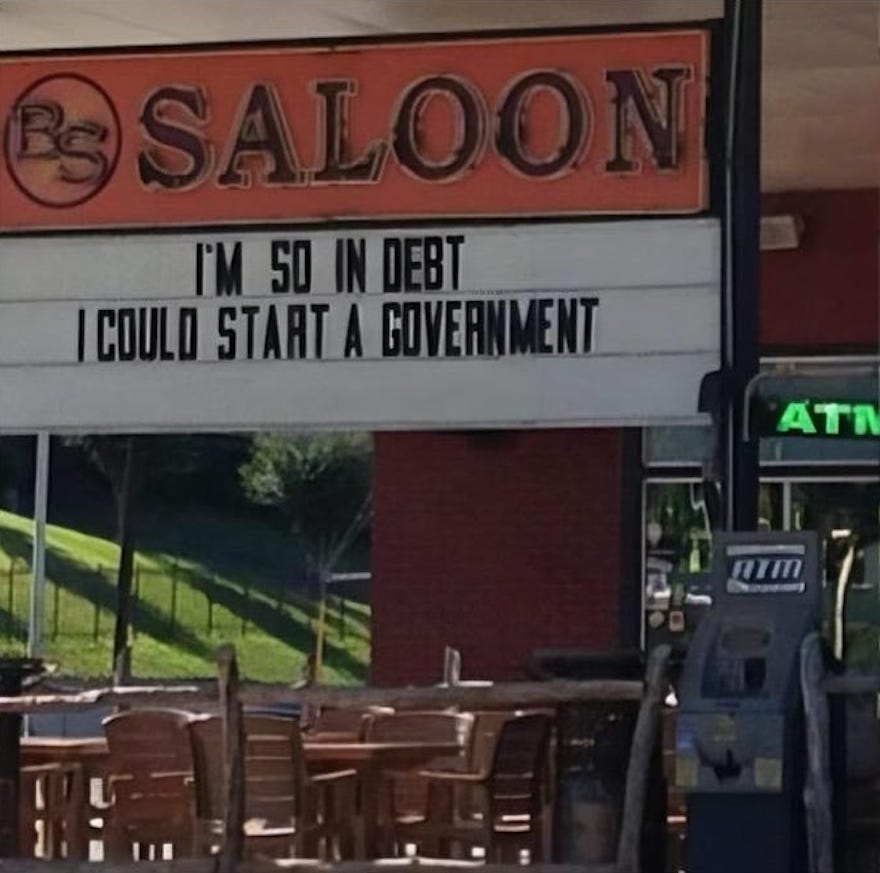 BS SALOON
I'M SO IN DEBT
I COULD START A GOVERNMENT
ATM
ATM